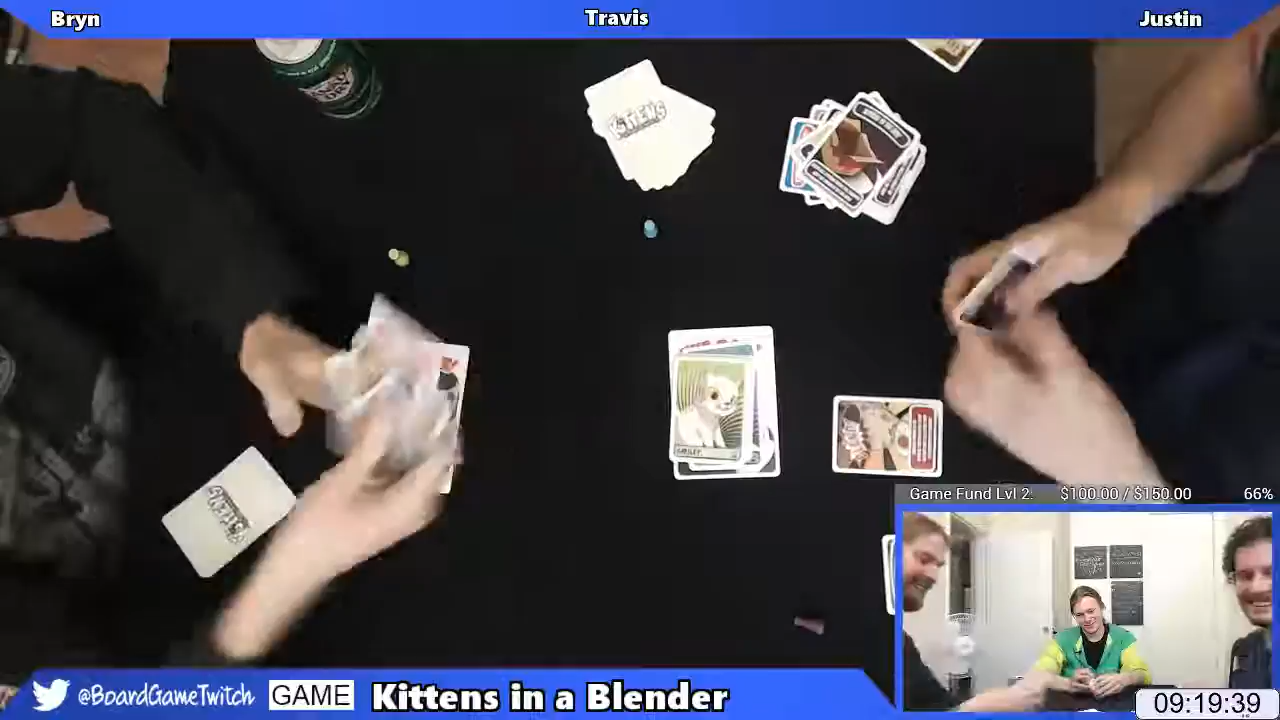 Bryn
Travis
Justin
KITTENS
KITTENS
Game Fund Lvl 2. $100.00 / $150.00 66%
@BoardGameTwitch GAME Kittens in a Blender
09:19:39